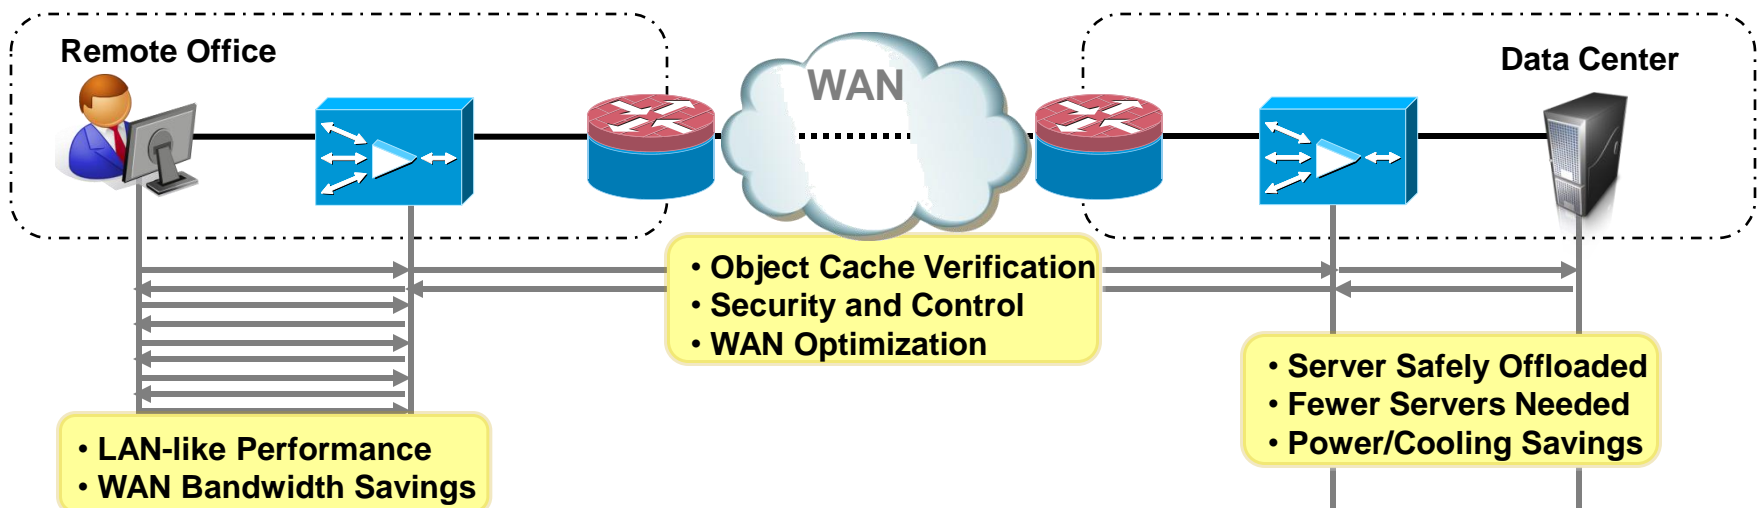 Remote Office
WAN
Data Center
• Object Cache Verification
• Security and Control
• WAN Optimization
• Server Safely Offloaded
• Fewer Servers Needed
• Power/Cooling Savings
• LAN-like Performance
• WAN Bandwidth Savings